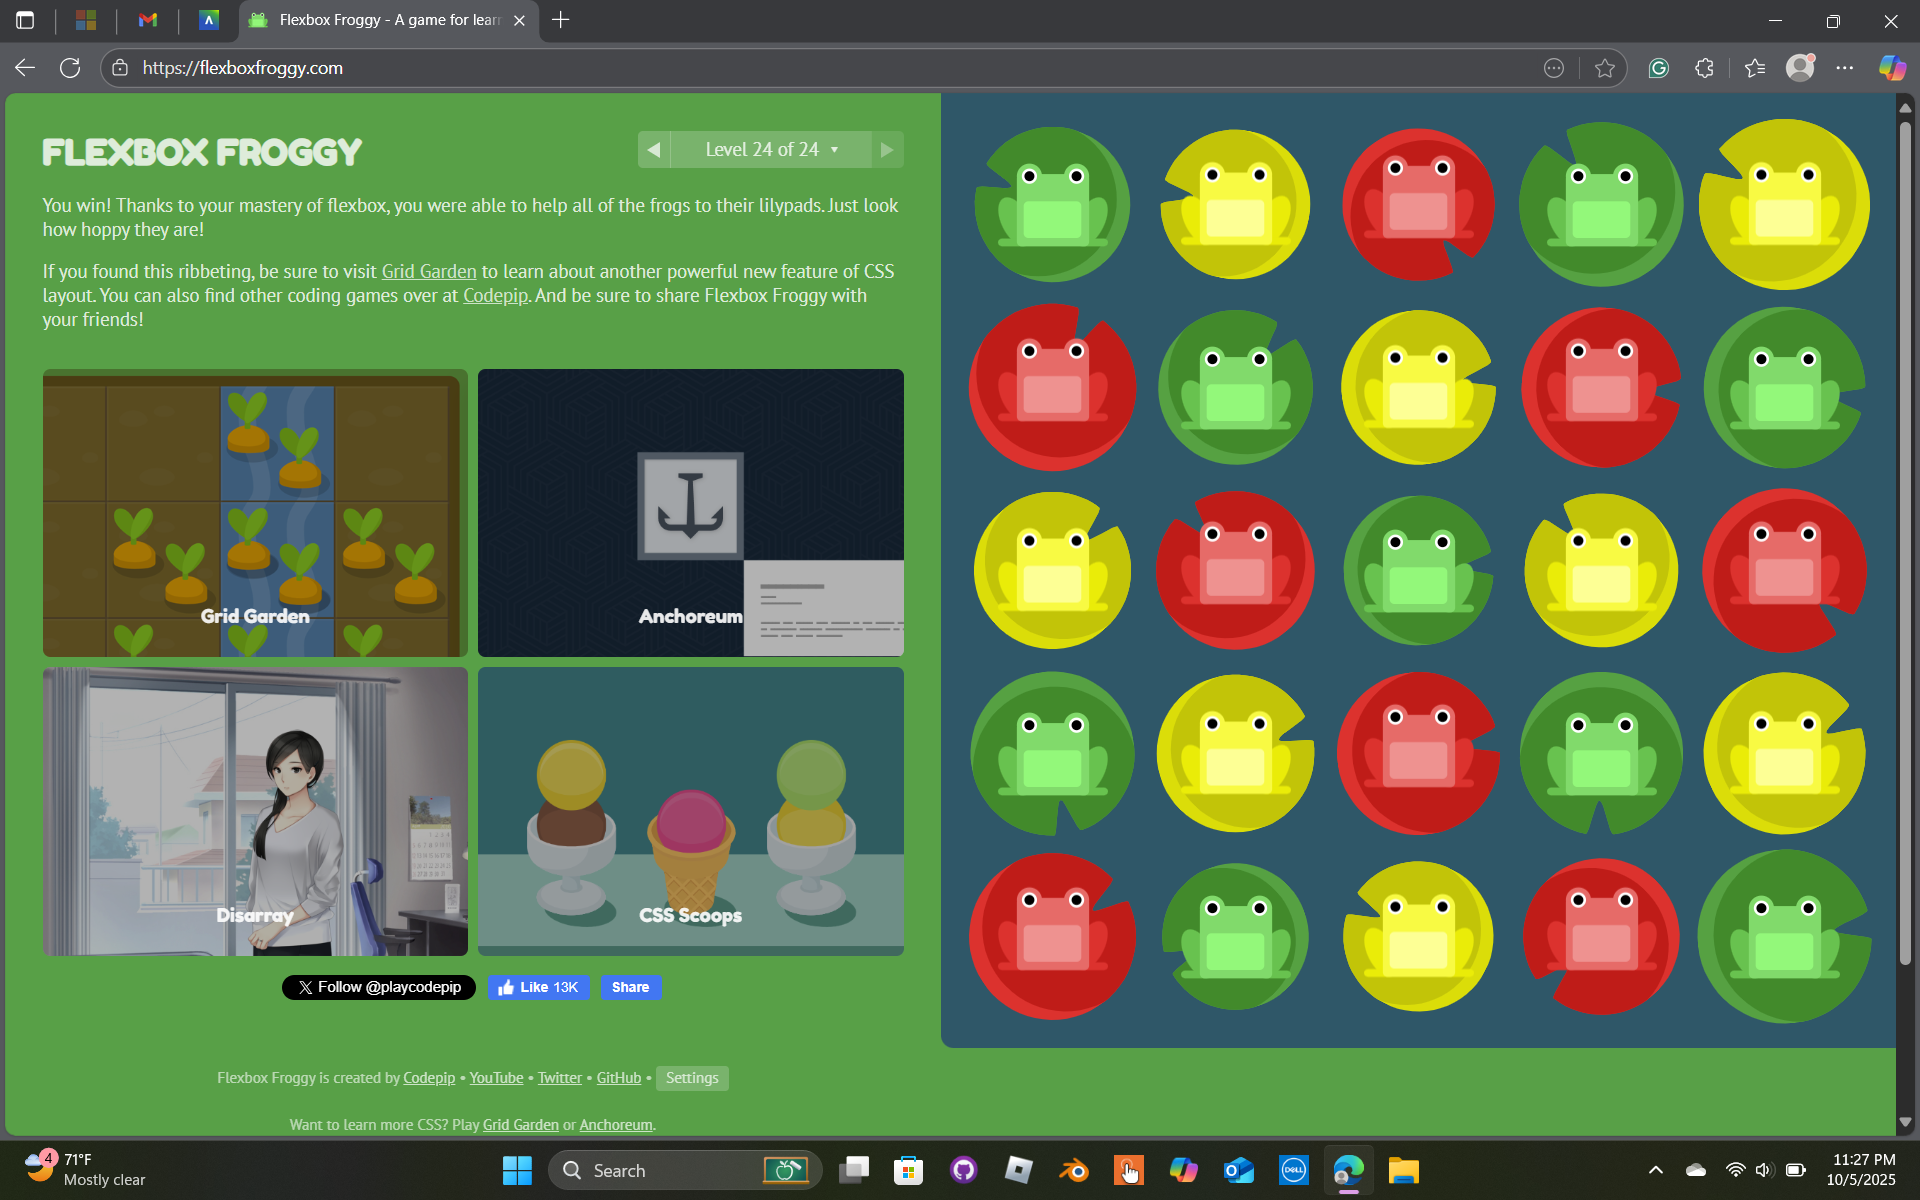 Flexbox Froggy - A game for lear
https://flexboxfroggy.com
FLEXBOX FROGGY
Level 24 of 24
You win! Thanks to your mastery of flexbox, you were able to help all of the frogs to their lilypads. Just look
how hoppy they are!
If you found this ribbeting, be sure to visit Grid Garden to learn about another powerful new feature of CSS
layout. You can also find other coding games over at Codepip. And be sure to share Flexbox Froggy with
your friends!
Grid Garden
Anchoreum
Disarray
CSS Scoops
Follow @playcodepip
Like 13K
Share
Flexbox Froggy is created by Codepip • YouTube • Twitter • GitHub • Settings
Want to learn more CSS? Play Grid Garden or Anchoreum.
4
71°F
Mostly clear
Search
DELL
11:27 PM
10/5/2025